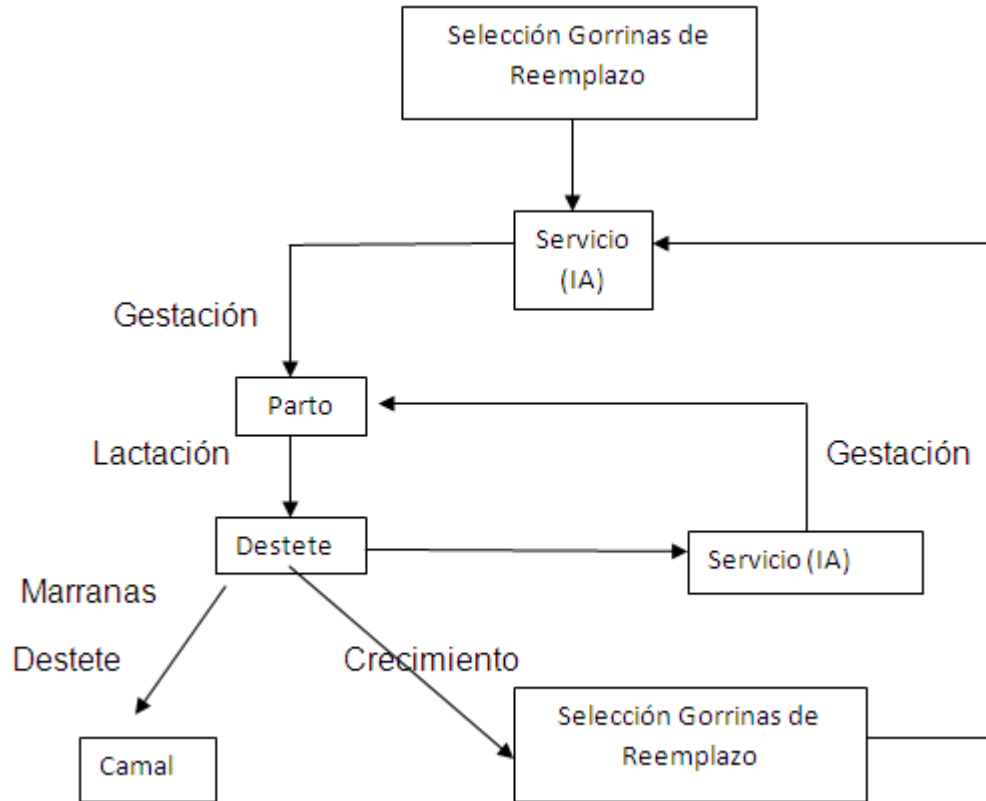 Selección Gorrinas de
Reemplazo
Servicio
(IA)
Gestación
Parto
Lactación
Gestación
Destete
Servicio (IA)
Marranas
Destete
Crecimiento
Selección Gorrinas de
Reemplazo
Camal